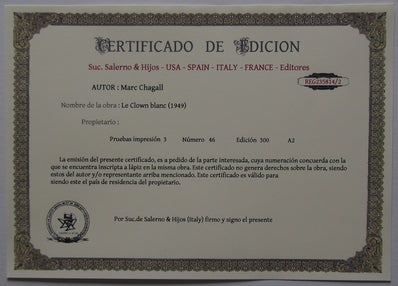 CERTIFICADO DE EDICION
Suc. Salerno & Hijos - USA - SPAIN - ITALY - FRANCE - Editores
REG235614/2
AUTOR : Marc Chagall
Nombre de la obra : Le Clown blanc (1949)
Propietario :
Pruebas impresión 3 Número 46 Edición 500 A2
La emisión del presente certificado, es a pedido de la parte interesada, cuya numeración concuerda con la
que se encuentra inscripta a lápiz en la misma obra. Este certificado no genera derechos sobre la obra, siendo
estos del autor y/o representante arriba mencionado. Este certificado es válido para
siendo este el país de residencia del propietario.
Por Suc.de Salerno & Hijos (Italy) firmo y signo el presente